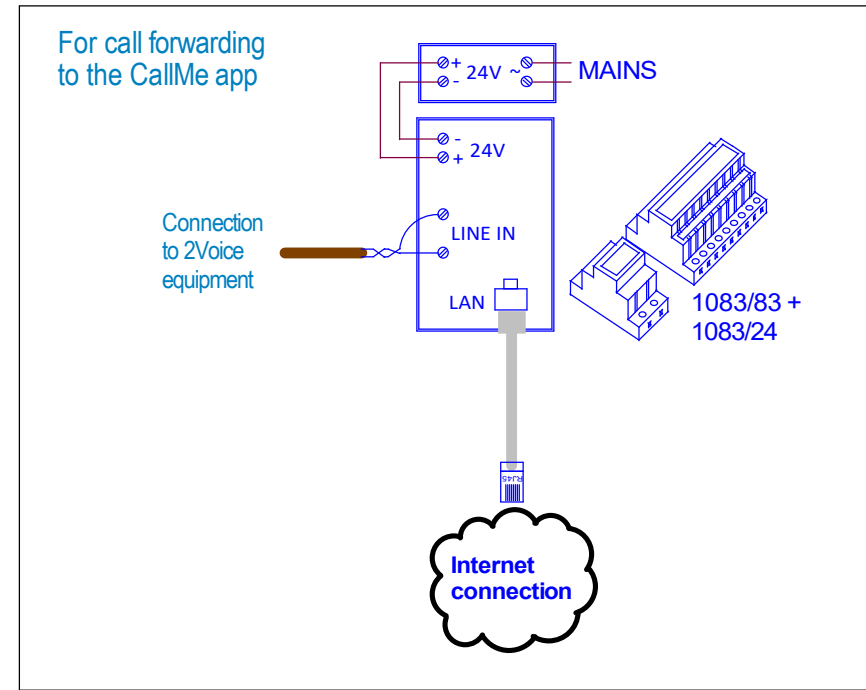 For call forwarding
to the CallMe app
+ 24V ~ MAINS
-
- 24V
+
Connection
to 2Voice
equipment
LINE IN
LAN
1083/83 +
1083/24
RJ45
Internet
connection